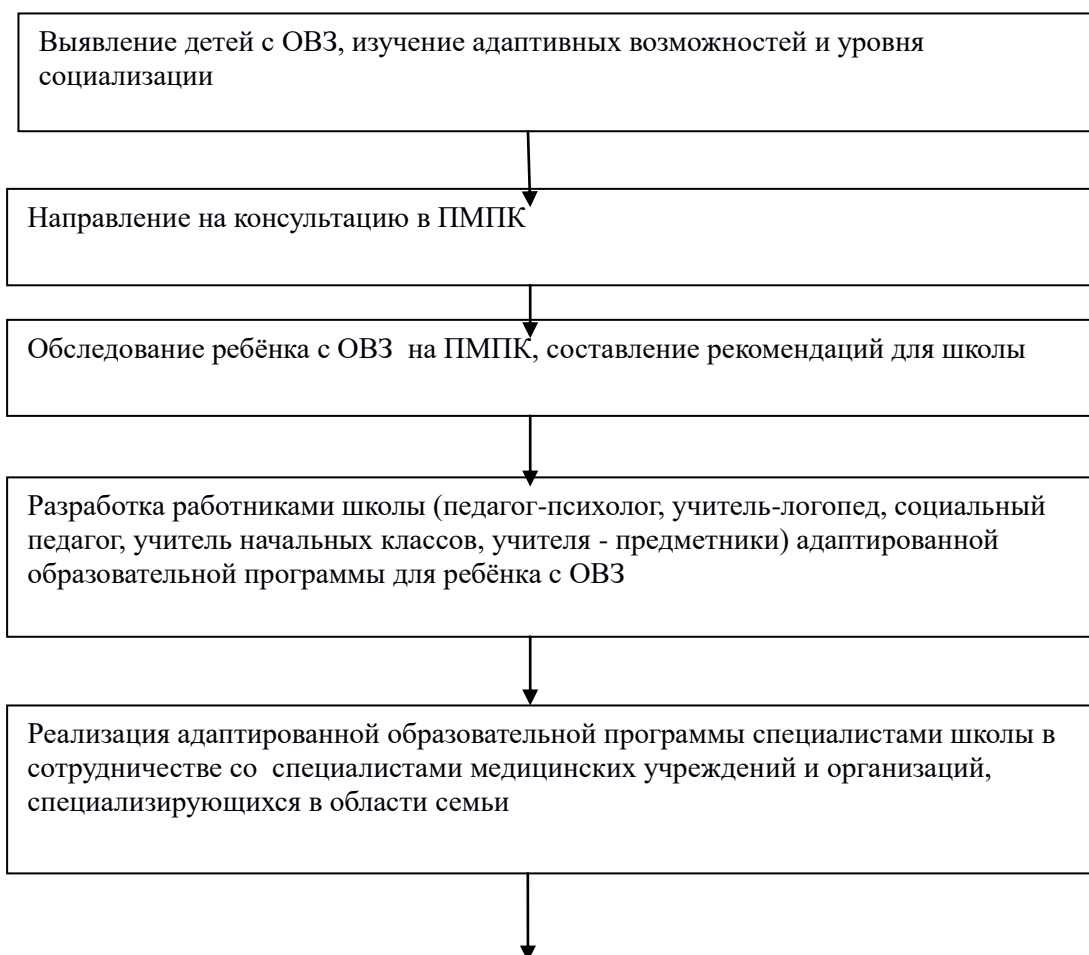 Выявление детей с ОВЗ, изучение адаптивных возможностей и уровня
социализации
Направление на консультацию в ПМПК
Обследование ребёнка с ОВЗ  на ПМПК, составление рекомендаций для школы
Разработка работниками школы (педагог-психолог, учитель-логопед, социальный
педагог, учитель начальных классов, учителя - предметники) адаптированной
образовательной программы для ребёнка с ОВЗ
Реализация адаптированной образовательной программы специалистами школы в
сотрудничестве со  специалистами медицинских учреждений и организаций,
специализирующихся в области семьи